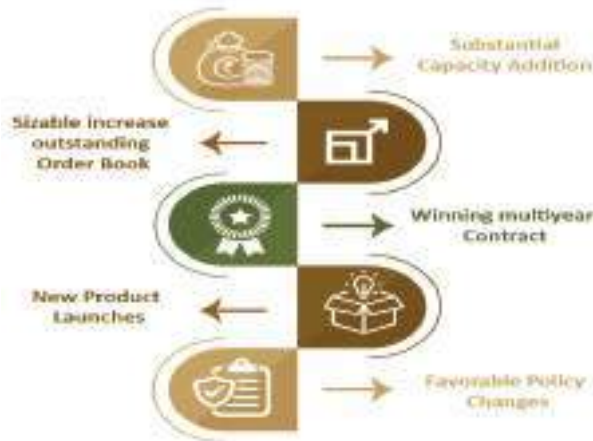 Substantial
Capacity Addition
Sizable increase
outstanding
Order Book
Winning multiyear
Contract
New Product
Launches
Favorable Policy
Changes